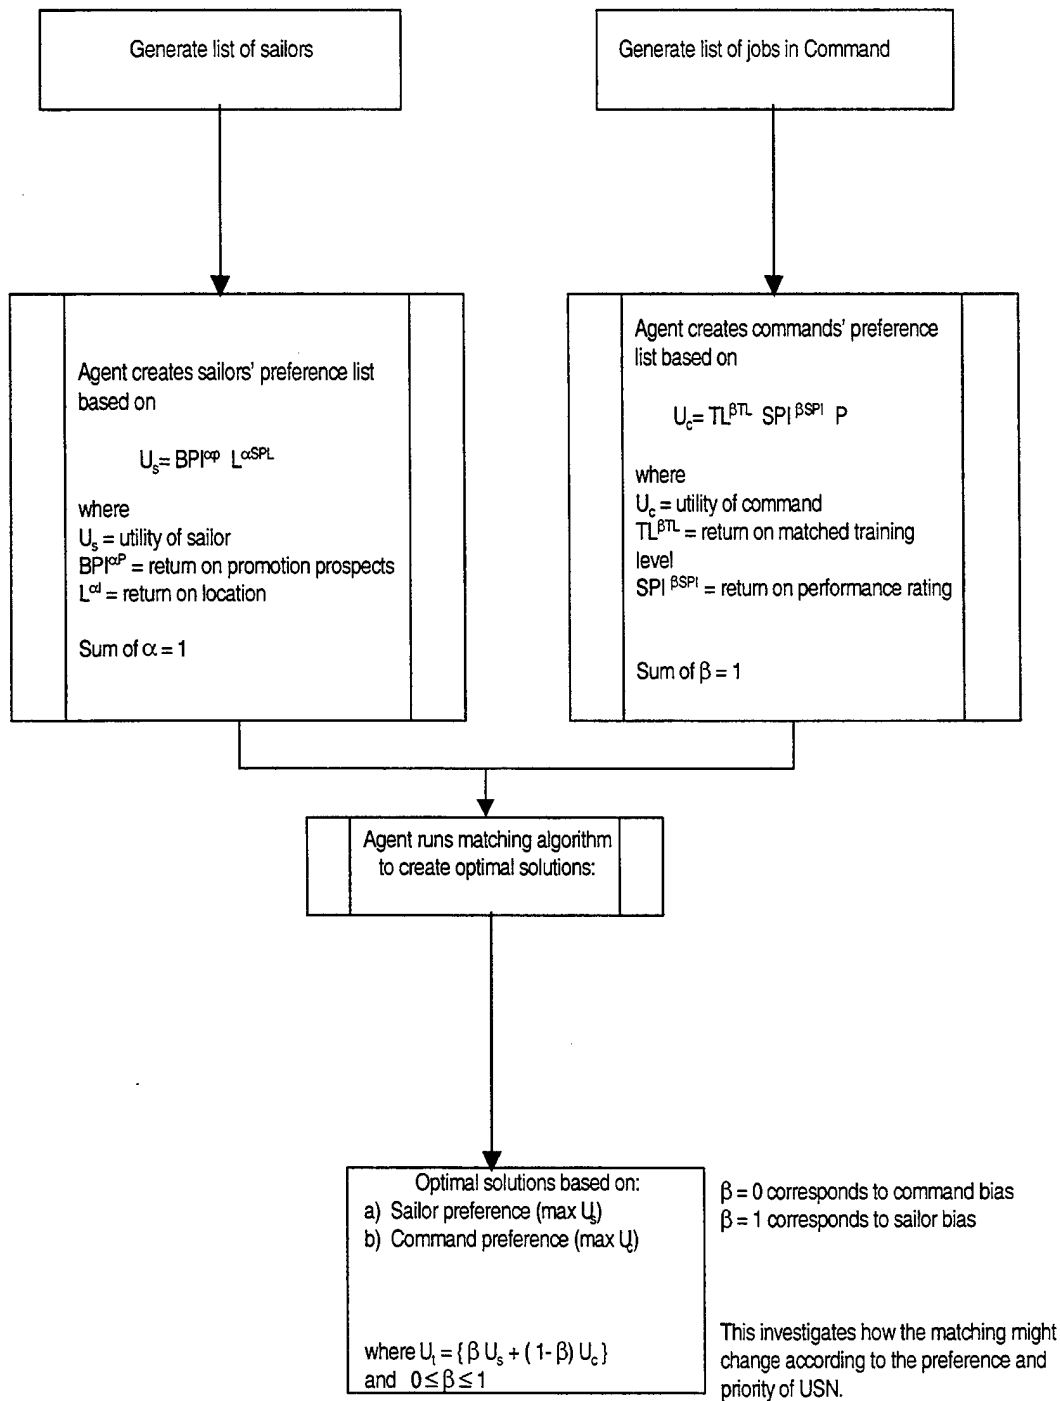 Generate list of sailors
Generate list of jobs in Command
Agent creates sailors' preference list
based on
Uₛ= BPI^αp L^αSPL
where
Uₛ = utility of sailor
BPI^αP = return on promotion prospects
L^αl = return on location
Sum of α = 1
Agent creates commands' preference
list based on
U_c= TL^βTL SPI^βSPI P
where
U_c = utility of command
TL^βTL = return on matched training
level
SPI^βSPI = return on performance rating
Sum of β = 1
Agent runs matching algorithm
to create optimal solutions:
Optimal solutions based on:
a) Sailor preference (max Uₛ)
b) Command preference (max U_c)
where Uₜ = { β Uₛ + ( 1- β) U_c }
and 0 ≤ β ≤ 1
β = 0 corresponds to command bias
β = 1 corresponds to sailor bias
This investigates how the matching might
change according to the preference and
priority of USN.